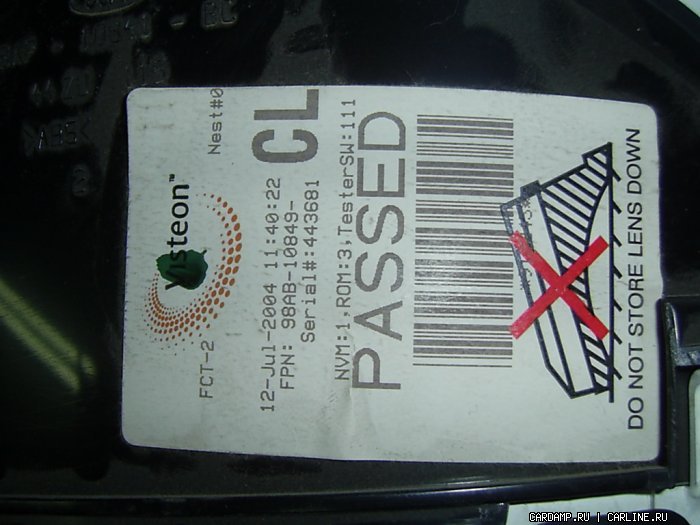 Visteon™
FCT-2
Nest#0
12-Jul-2004 11:40:22
FPN: 98AB-10849-
Serial#:443681
CL
NVM:1,ROM:3,TesterSW:111
PASSED
DO NOT STORE LENS DOWN
CARDAMP.RU | CARLINE.RU